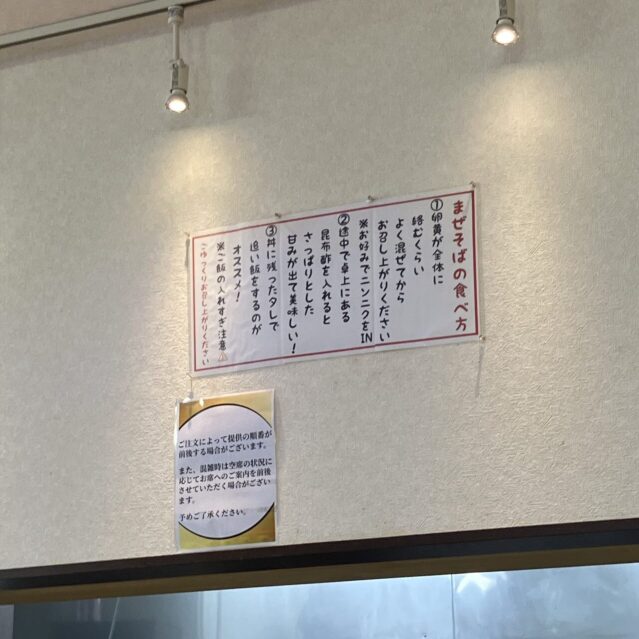 まぜそばの食べ方
①卵黄が全体に
絡むくらい
よく混ぜてから
お召し上がりください
※お好みでニンニクをIN
②途中で卓上にある
昆布酢を入れると
さっぱりとした
甘みが出て美味しい！
③丼に残ったタレで
追い飯をするのが
オススメ！
※ご飯の入れすぎ注意⚠
ごゆっくりお召し上がりください
ご注文によって提供の順番が
前後する場合がございます。
また、混雑時は空席の状況に
応じてお席へのご案内を前後
させていただく場合がござい
ます。
予めご了承ください。